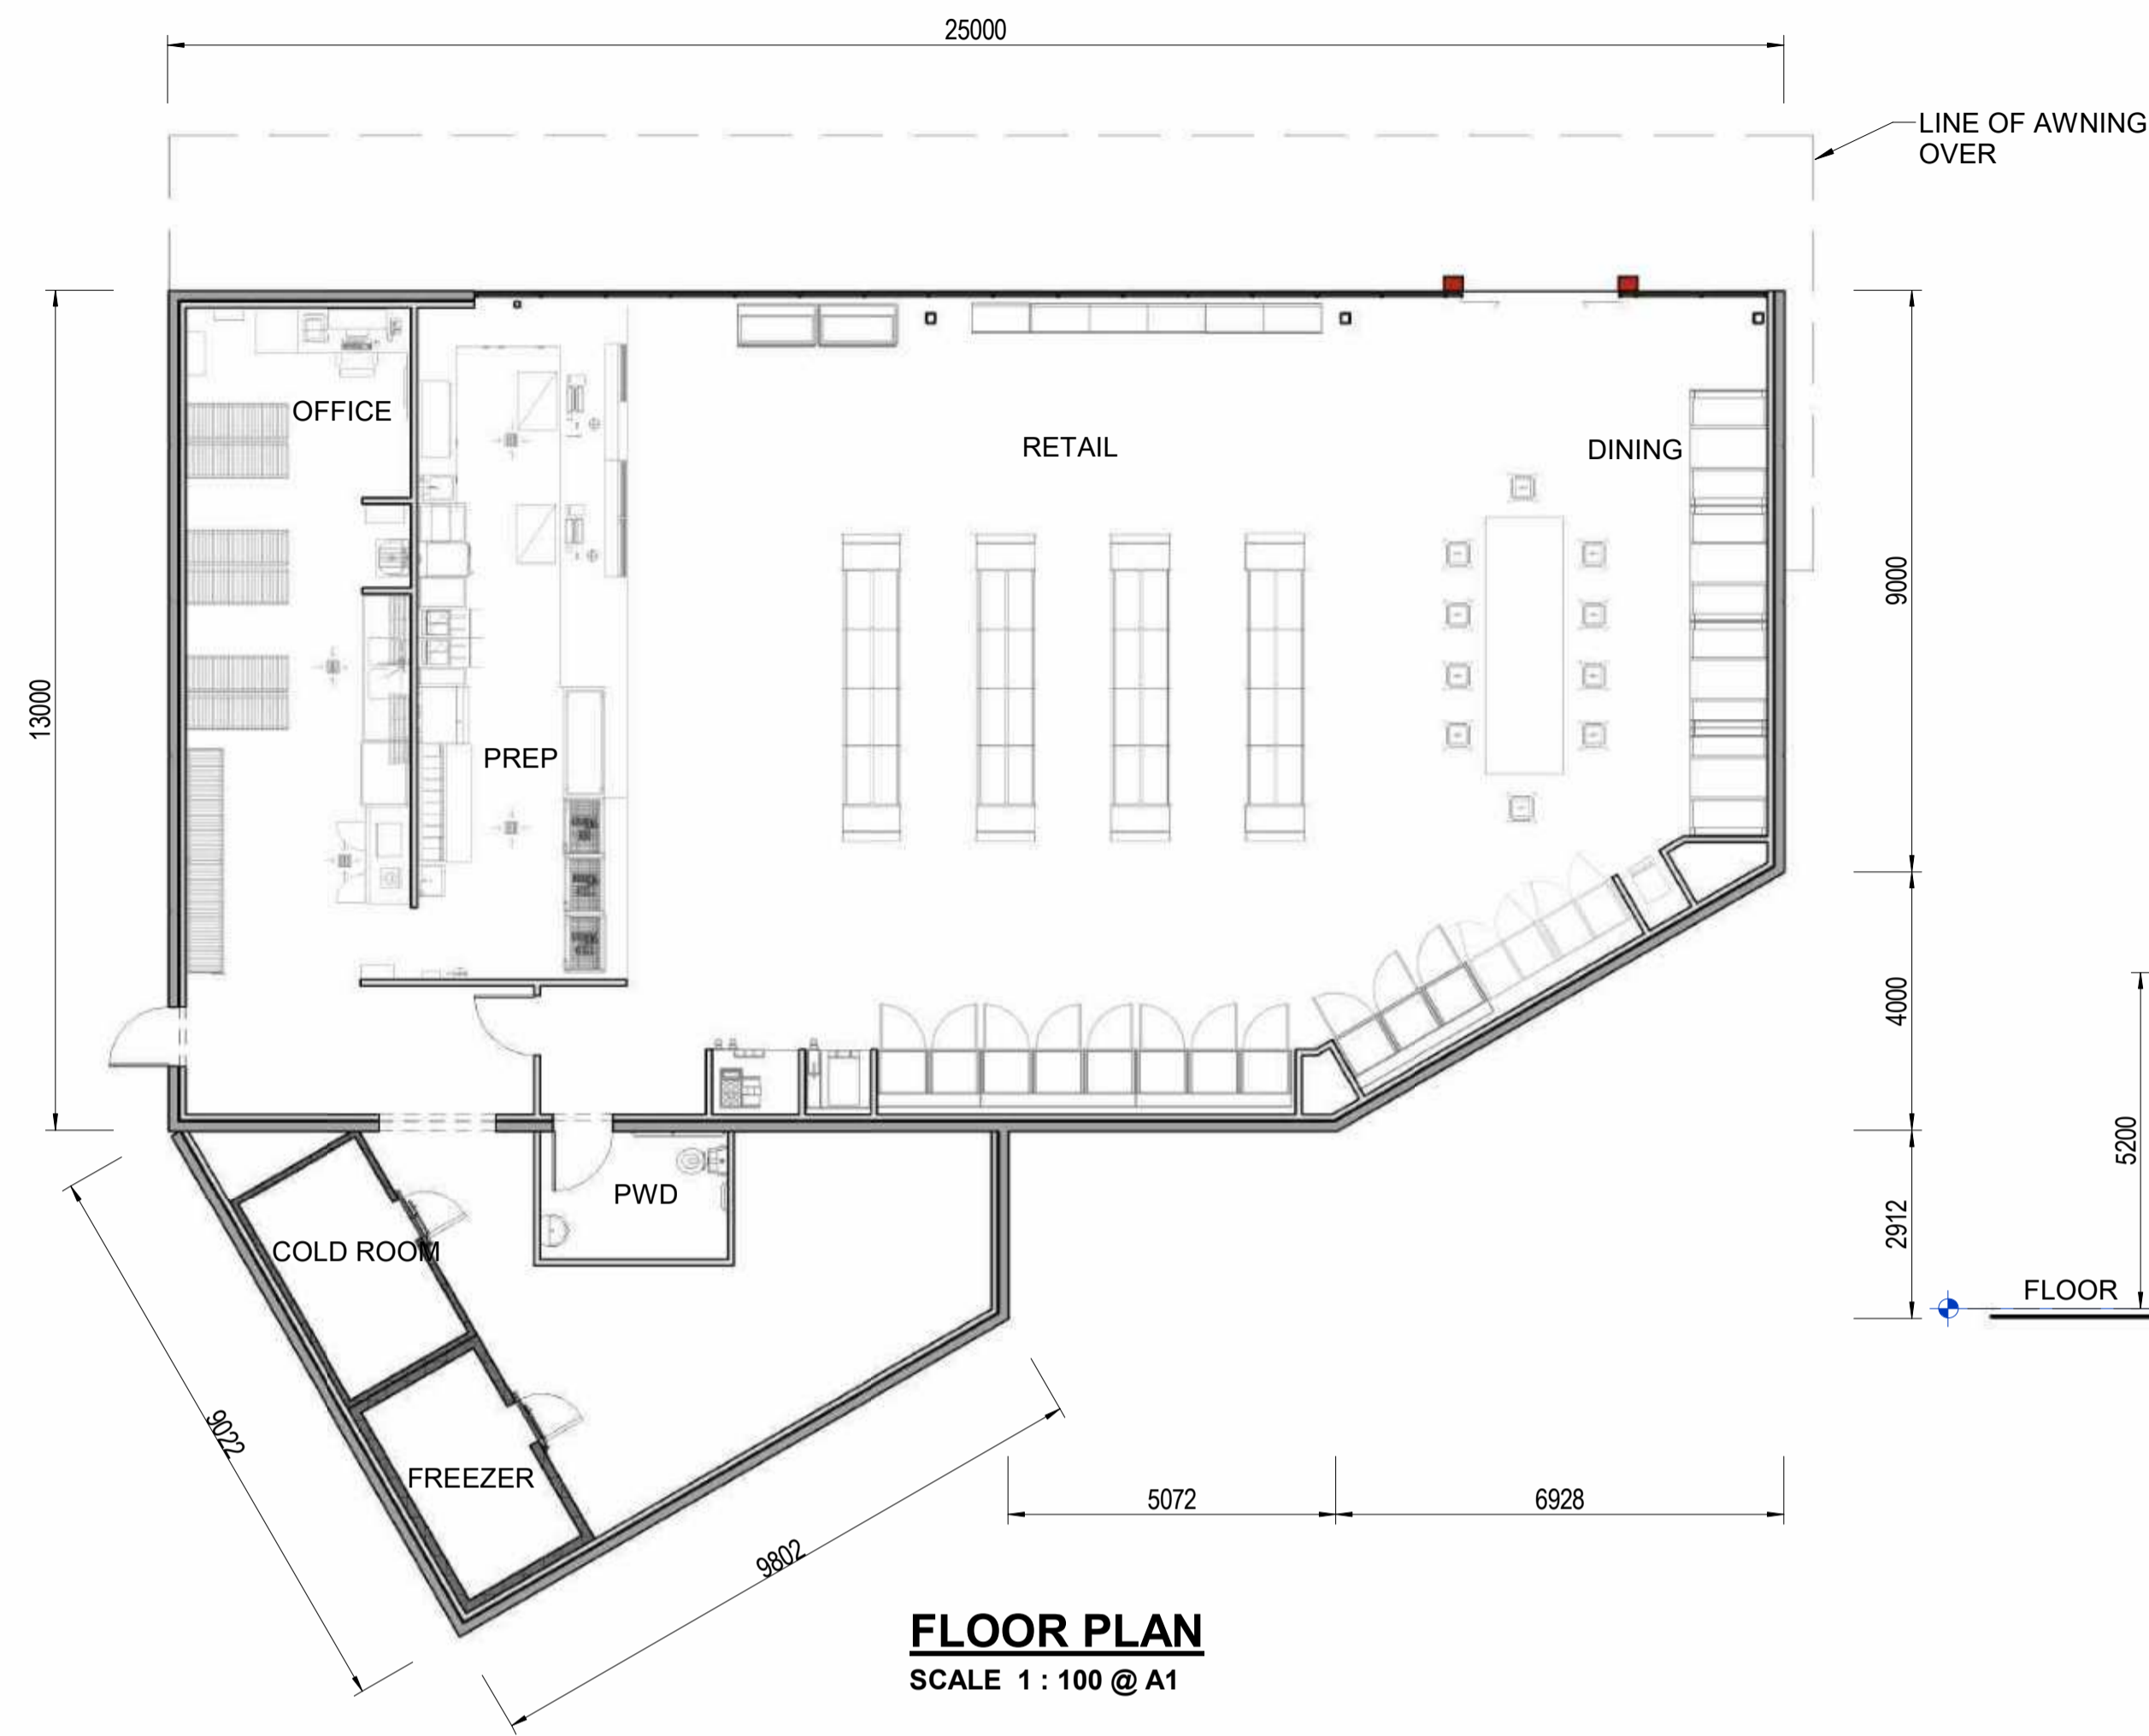 25000
LINE OF AWNING
OVER
OFFICE
RETAIL
DINING
9000
13000
PREP
4000
5200
PWD
2912
COLD ROOM
FLOOR
9022
FREEZER
5072
6928
9802
FLOOR PLAN
SCALE 1 : 100 @ A1